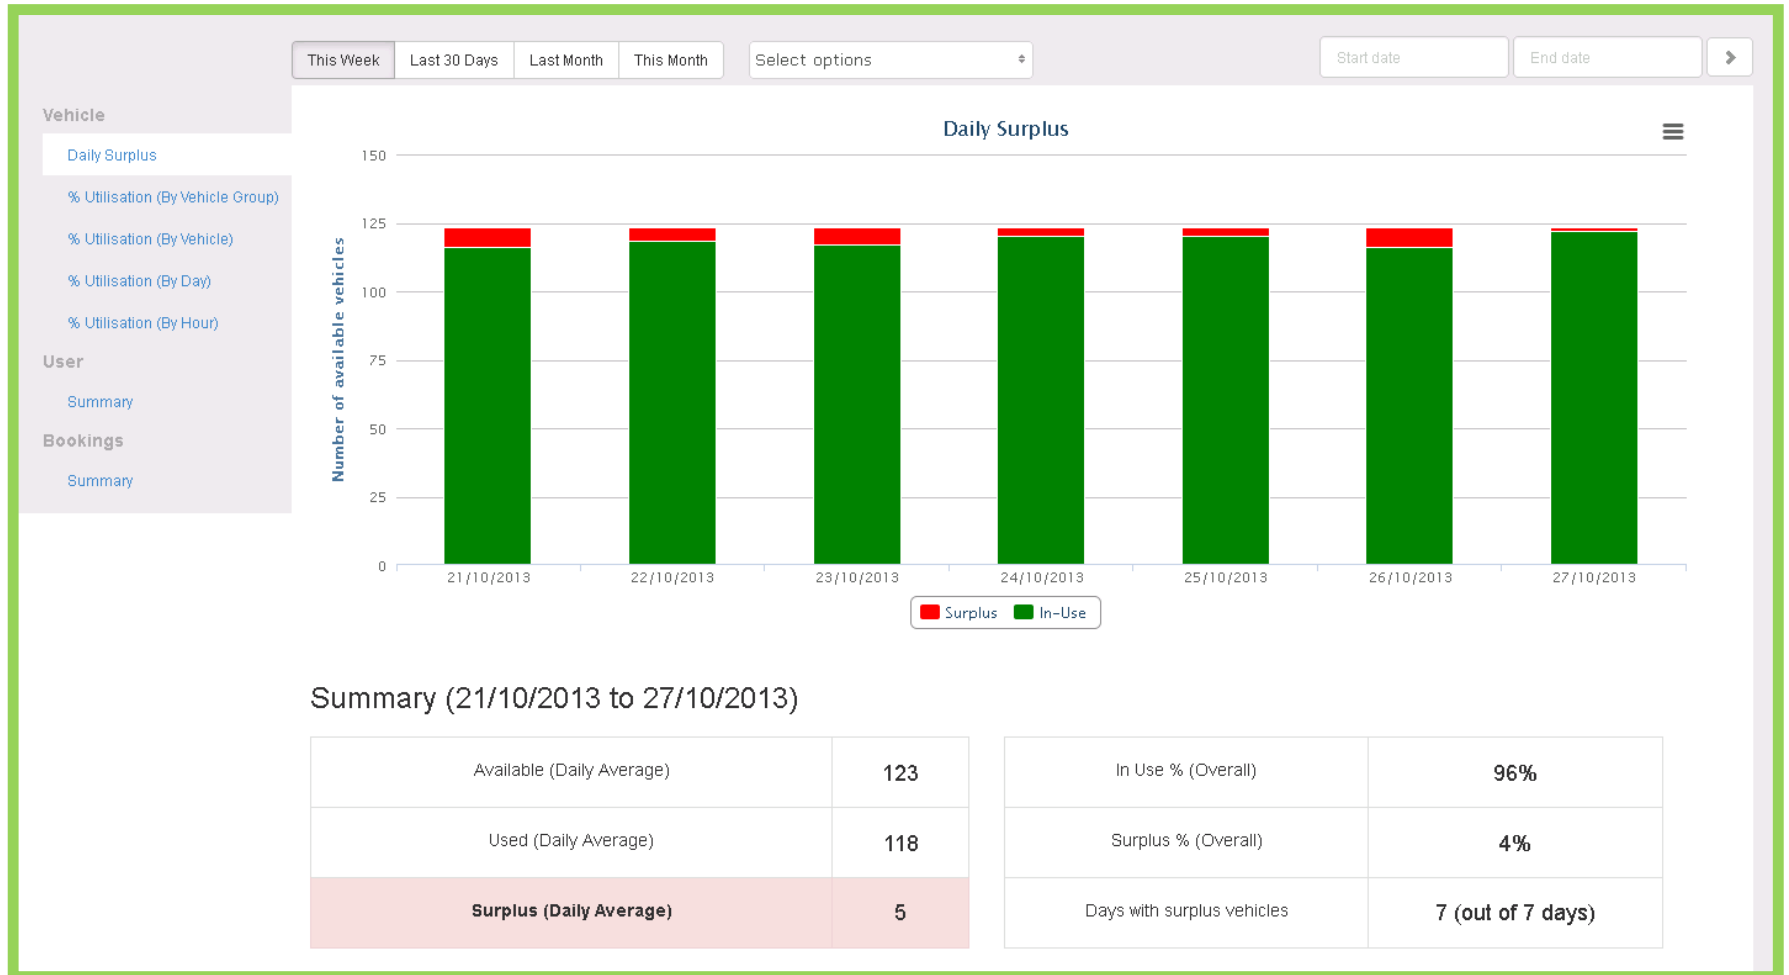 This Week Last 30 Days Last Month This Month Select options Start date End date
Vehicle
Daily Surplus
% Utilisation (By Vehicle Group)
% Utilisation (By Vehicle)
% Utilisation (By Day)
% Utilisation (By Hour)
User
Summary
Bookings
Summary
Daily Surplus
Number of available vehicles
150
125
100
75
50
25
0
21/10/2013 22/10/2013 23/10/2013 24/10/2013 25/10/2013 26/10/2013 27/10/2013
Surplus In-Use
Summary (21/10/2013 to 27/10/2013)
Available (Daily Average) 123
Used (Daily Average) 118
Surplus (Daily Average) 5
In Use % (Overall) 96%
Surplus % (Overall) 4%
Days with surplus vehicles 7 (out of 7 days)